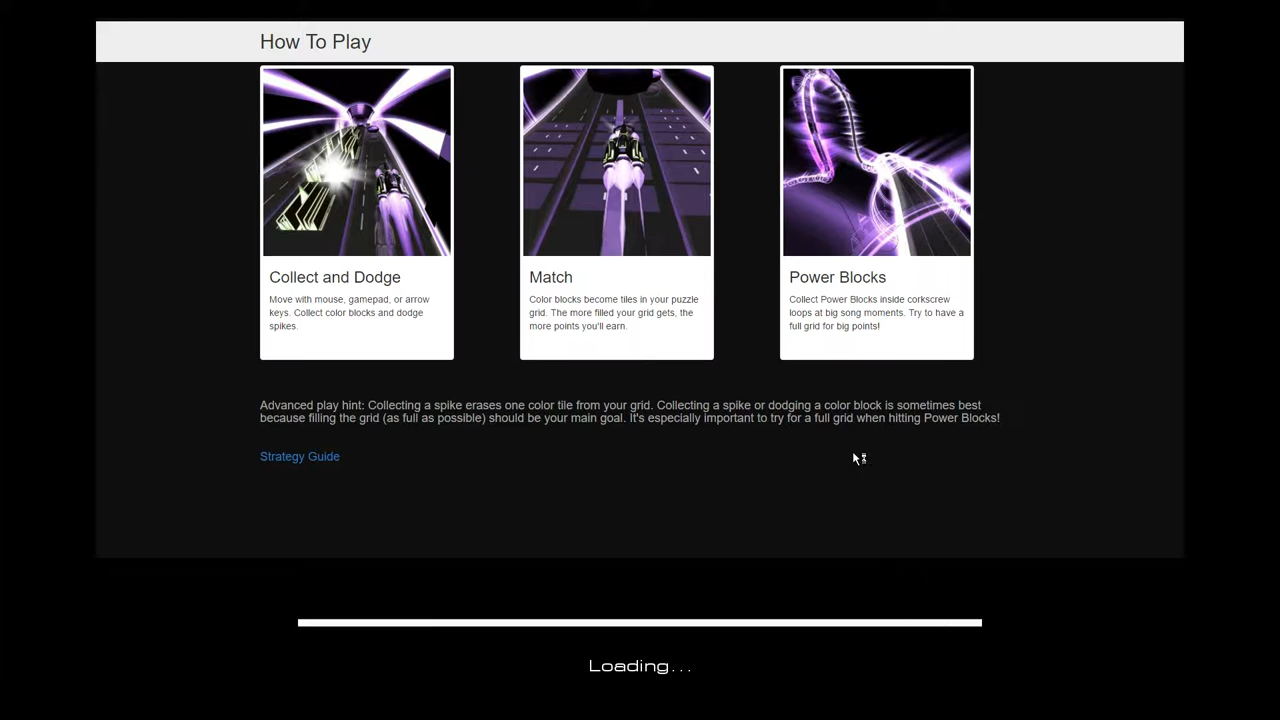 How To Play
Collect and Dodge
Move with mouse, gamepad, or arrow
keys. Collect color blocks and dodge
spikes.
Match
Color blocks become tiles in your puzzle
grid. The more filled your grid gets, the
more points you'll earn.
Power Blocks
Collect Power Blocks inside corkscrew
loops at big song moments. Try to have a
full grid for big points!
Advanced play hint: Collecting a spike erases one color tile from your grid. Collecting a spike or dodging a color block is sometimes best
because filling the grid (as full as possible) should be your main goal. It's especially important to try for a full grid when hitting Power Blocks!
Strategy Guide
Loading...